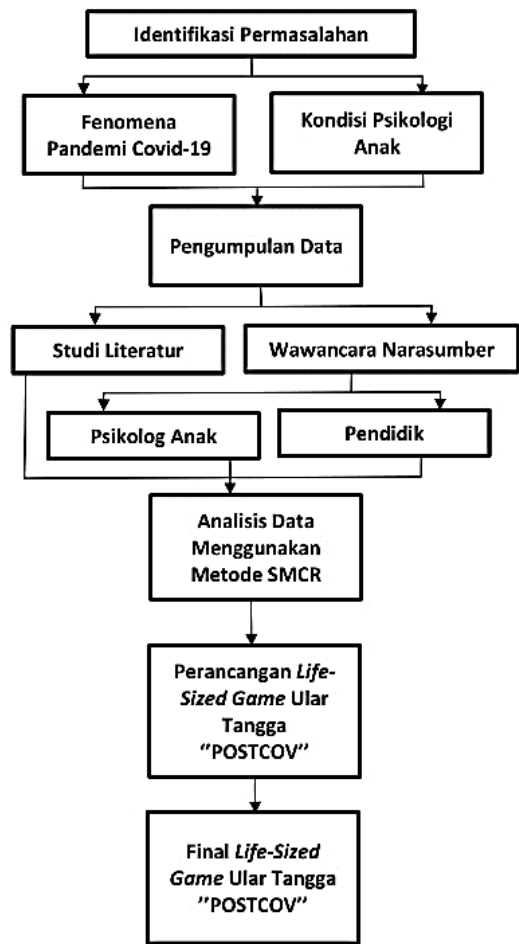 Identifikasi Permasalahan
Fenomena
Pandemi Covid-19
Kondisi Psikologi
Anak
Pengumpulan Data
Studi Literatur
Wawancara Narasumber
Psikolog Anak
Pendidik
Analisis Data
Menggunakan
Metode SMCR
Perancangan Life-
Sized Game Ular
Tangga
"POSTCOV"
Final Life-Sized
Game Ular Tangga
"POSTCOV"